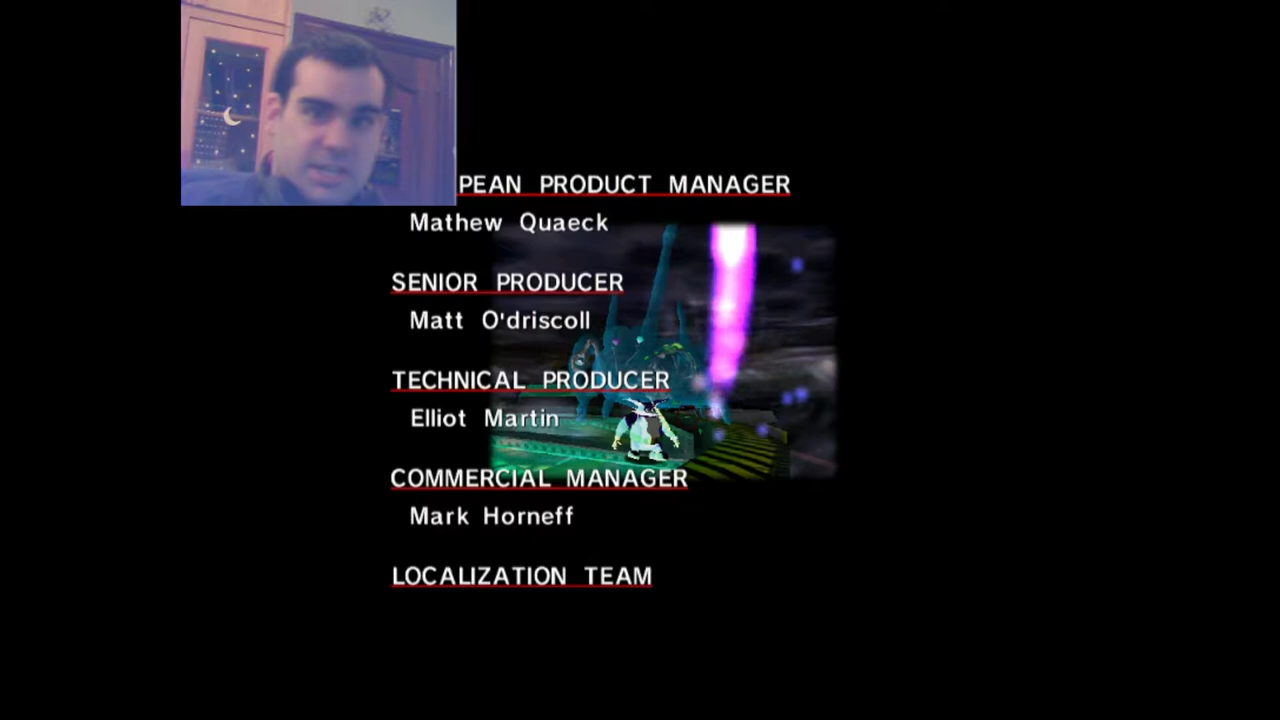 PEAN PRODUCT MANAGER
Mathew Quaeck
SENIOR PRODUCER
Matt O'driscoll
TECHNICAL PRODUCER
Elliot Martin
COMMERCIAL MANAGER
Mark Horneff
LOCALIZATION TEAM